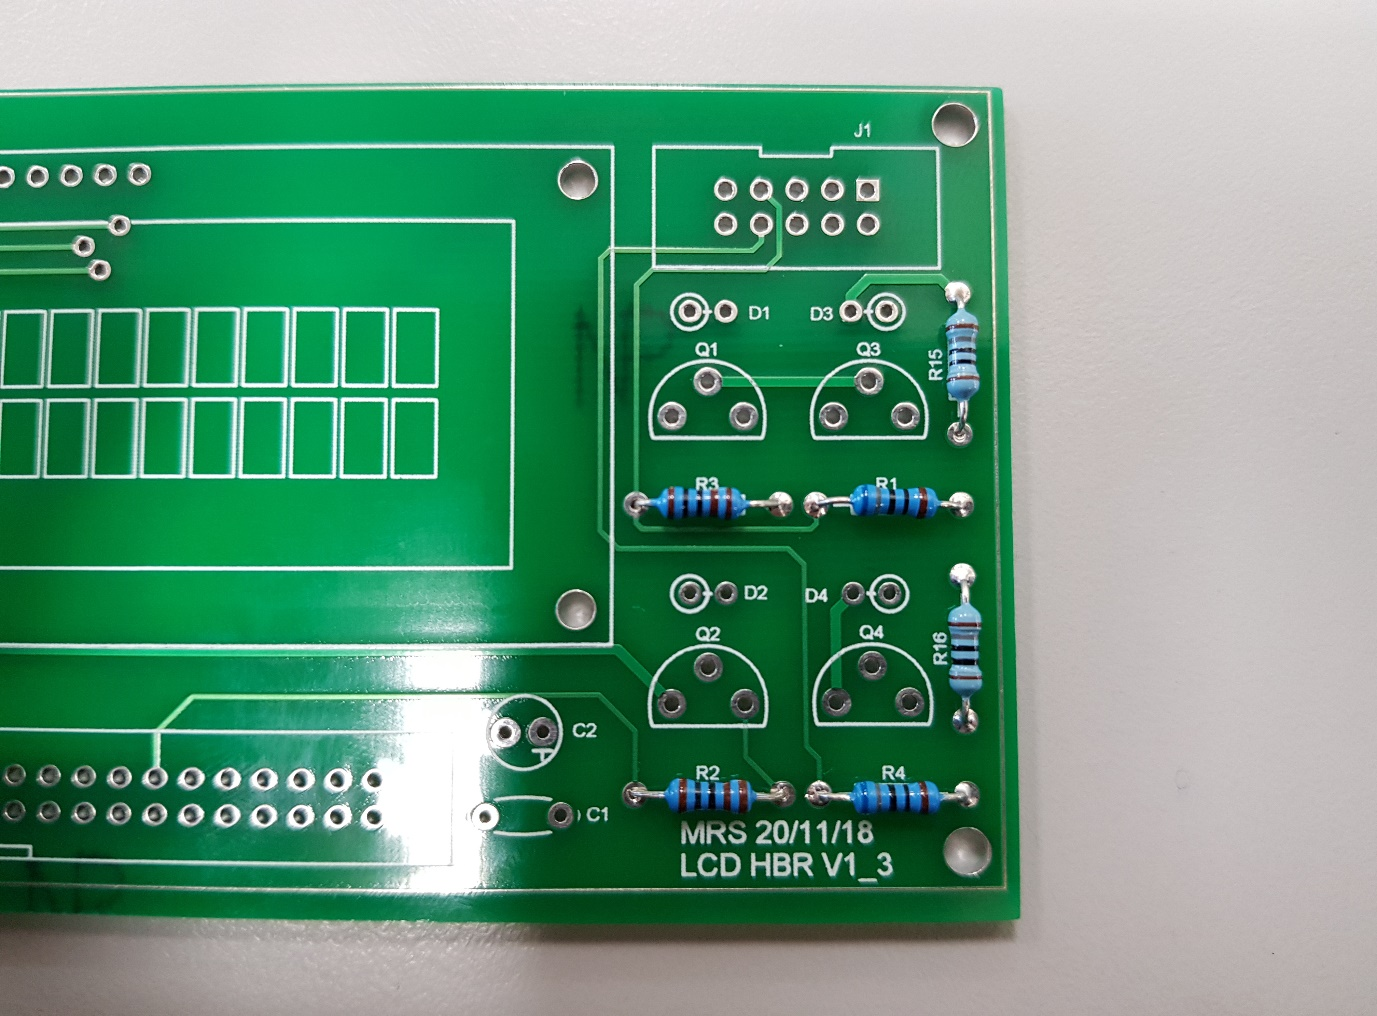 J1
D1
D3
Q1
Q3
R15
NP
R3
R1
D2
D4
Q2
Q4
R16
C2
R2
R4
C1
MRS 20/11/18
LCD HBR V1_3